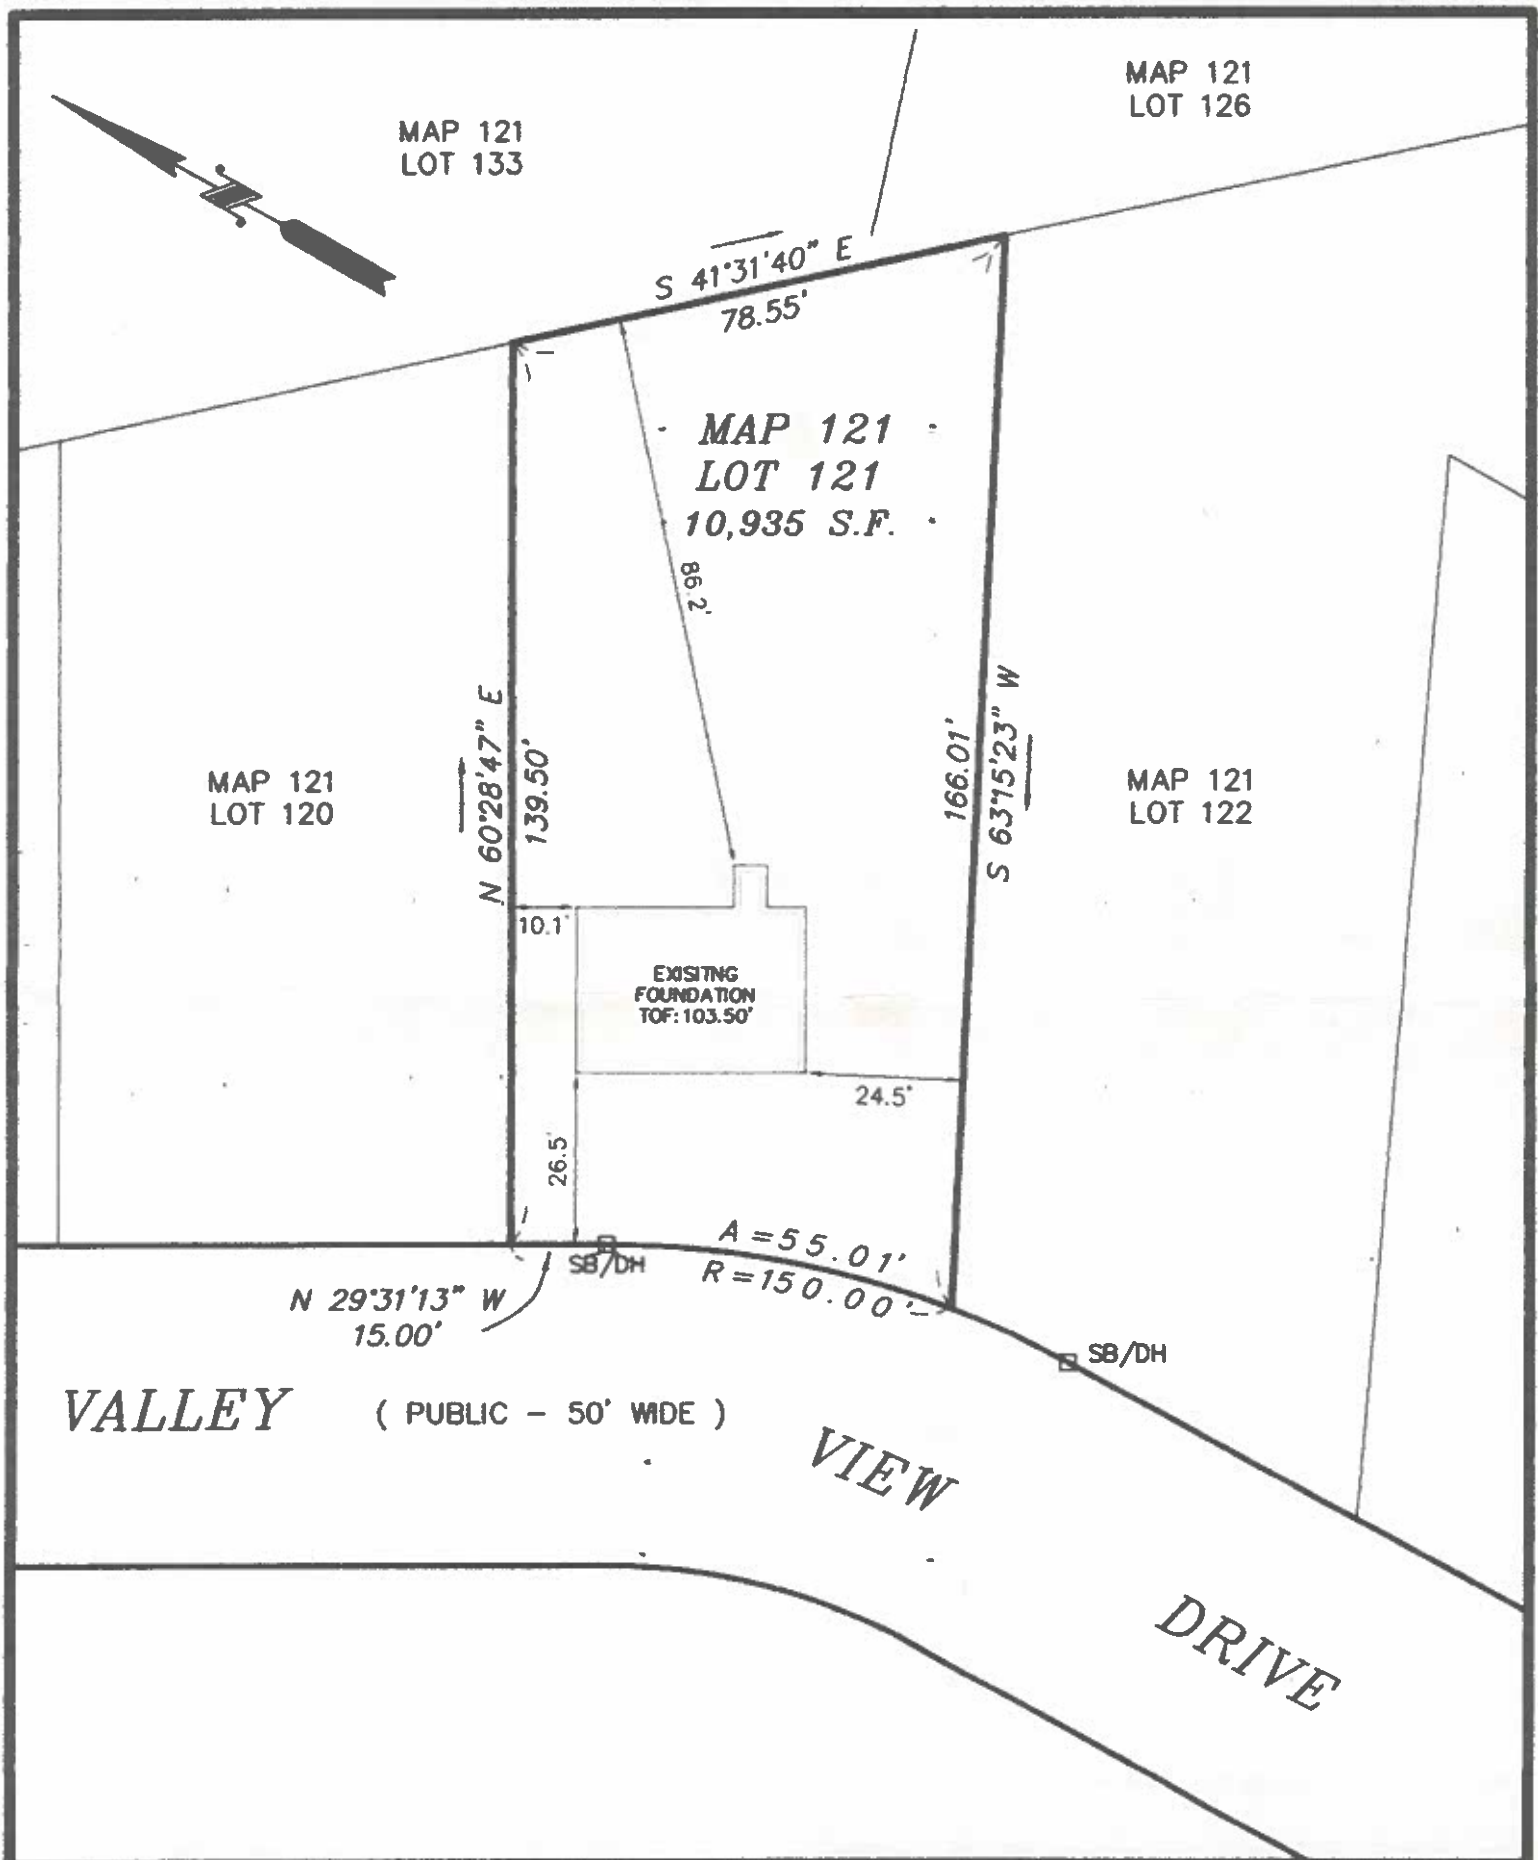 MAP 121
LOT 126
MAP 121
LOT 133
S 41°31'40" E
78.55'
MAP 121
LOT 121
10,935 S.F.
86.2'
N 60°28'47" E
139.50'
166.01'
S 63°15'23" W
MAP 121
LOT 120
MAP 121
LOT 122
10.1'
EXISITNG
FOUNDATION
TOF: 103.50'
24.5'
26.5'
A = 55.01'
R = 150.00'
SB/DH
N 29°31'13" W
15.00'
SB/DH
VALLEY ( PUBLIC - 50' WIDE )
VIEW
DRIVE